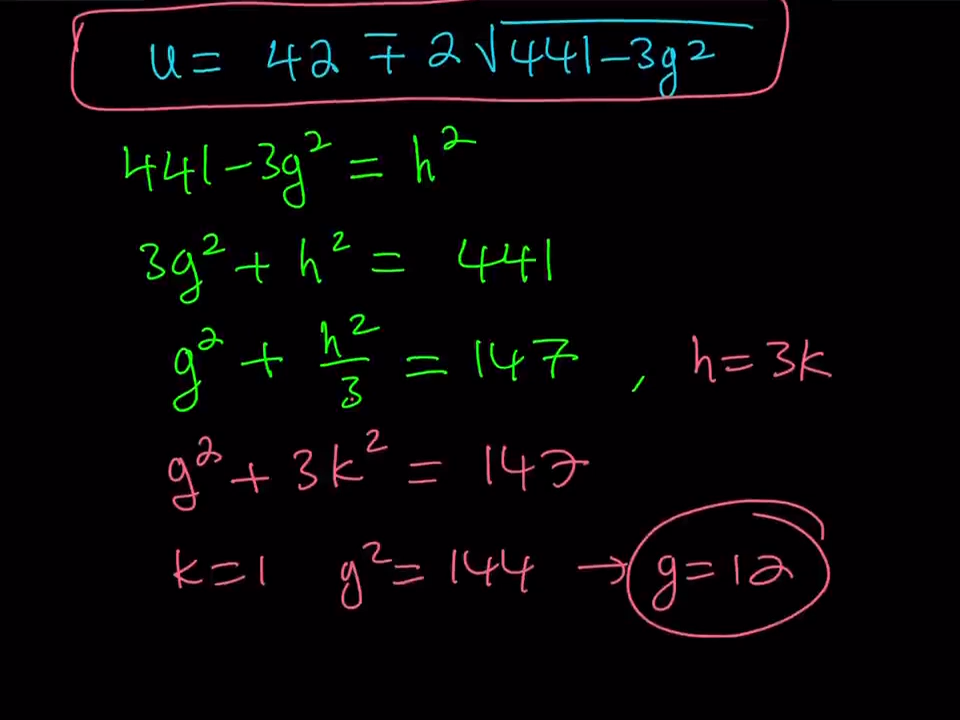 u = 42 ∓ 2√441-3g²
441-3g² = h²
3g² + h² = 441
g² + h²/3 = 147 , h=3k
g² + 3k² = 147
k=1 g² = 144 → g=12